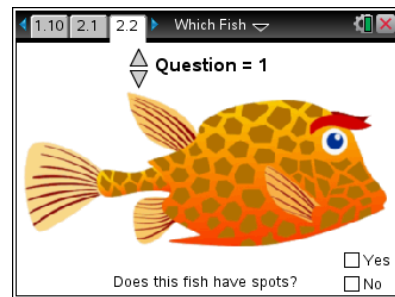 1.10 2.1 2.2 Which Fish
Question = 1
Yes
Does this fish have spots?
No